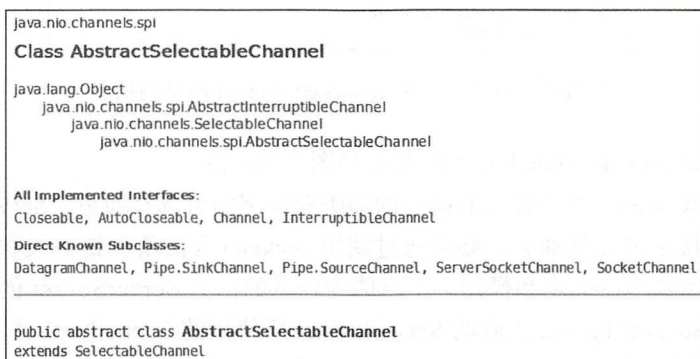 java.nio.channels.spi
Class AbstractSelectableChannel
java.lang.Object
java.nio.channels.spi.AbstractInterruptibleChannel
java.nio.channels.SelectableChannel
java.nio.channels.spi.AbstractSelectableChannel
All Implemented Interfaces:
Closeable, AutoCloseable, Channel, InterruptibleChannel
Direct Known Subclasses:
DatagramChannel, Pipe.SinkChannel, Pipe.SourceChannel, ServerSocketChannel, SocketChannel
public abstract class AbstractSelectableChannel
extends SelectableChannel